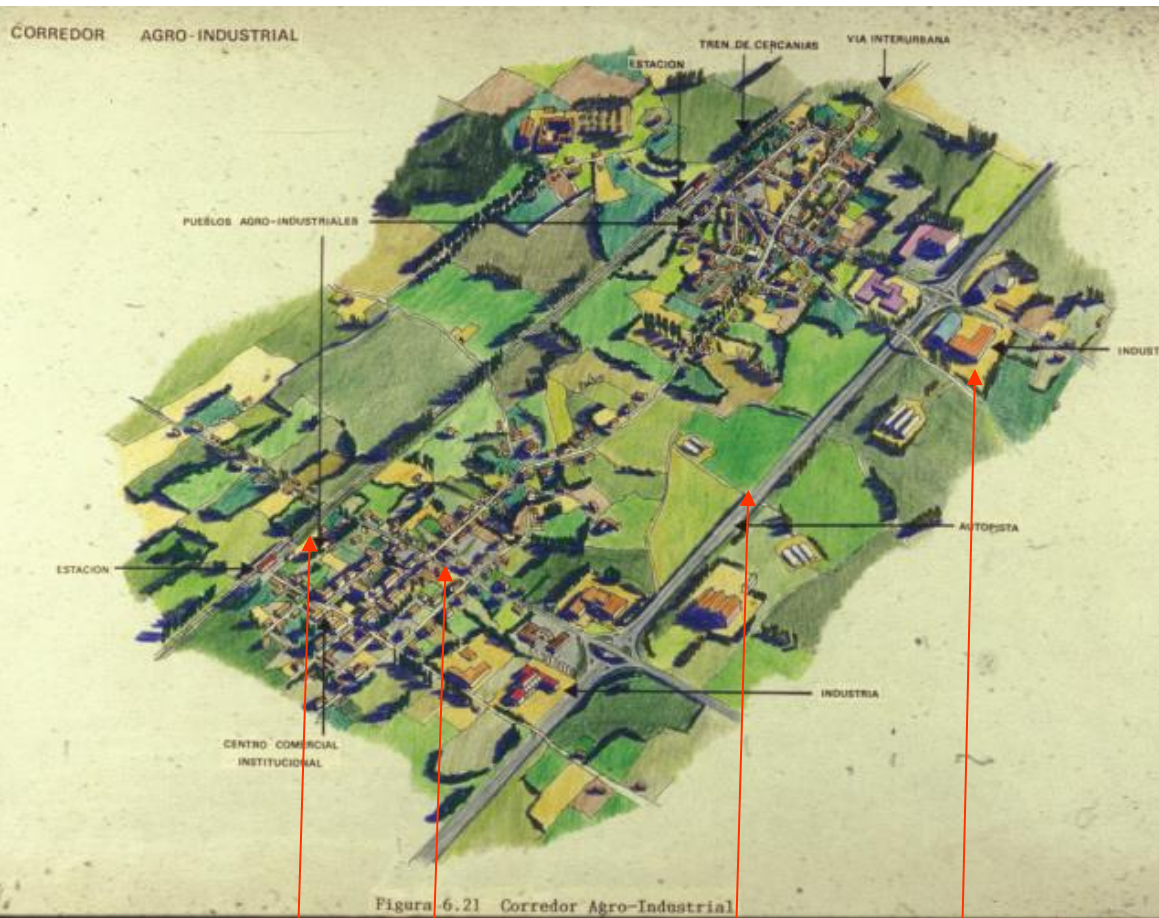 CORREDOR AGRO-INDUSTRIAL
TREN DE CERCANIAS
VIA INTERURBANA
ESTACION
PUEBLOS AGRO-INDUSTRIALES
INDUST
AUTOPISTA
ESTACION
INDUSTRIA
CENTRO COMERCIAL
INSTITUCIONAL
Figura 6.21 Corredor Agro-Industrial